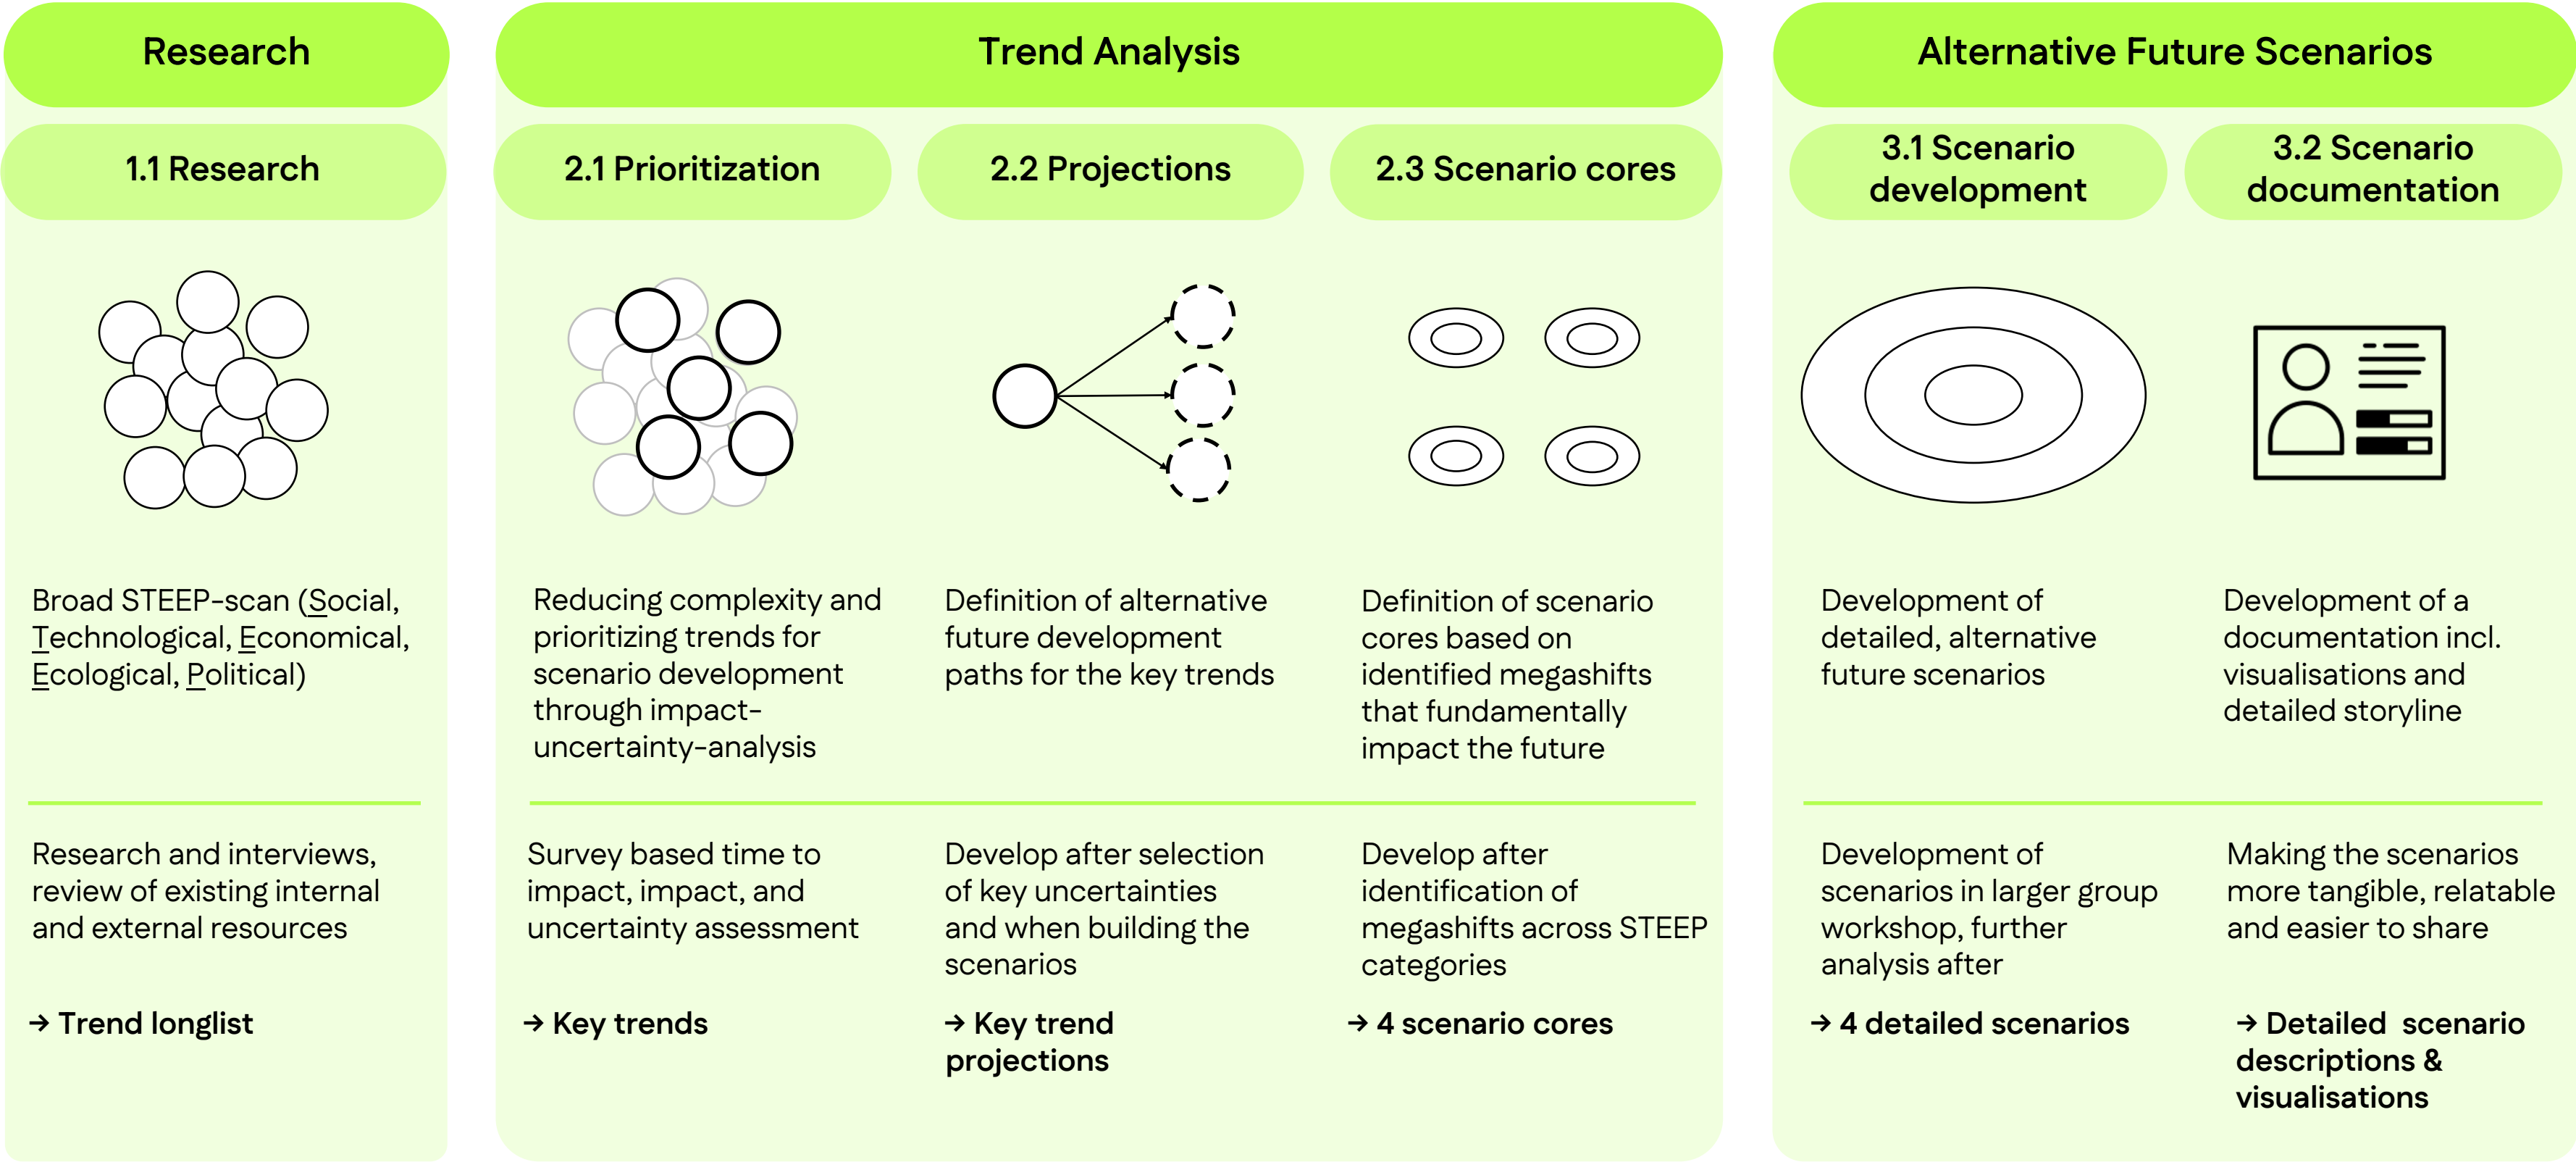 Research
1.1 Research
Broad STEEP-scan (Social,
Technological, Economical,
Ecological, Political)
Research and interviews,
review of existing internal
and external resources
→ Trend longlist
Trend Analysis
2.1 Prioritization
Reducing complexity and
prioritizing trends for
scenario development
through impact-
uncertainty-analysis
Survey based time to
impact, impact, and
uncertainty assessment
→ Key trends
2.2 Projections
Definition of alternative
future development
paths for the key trends
Develop after selection
of key uncertainties
and when building the
scenarios
→ Key trend
projections
2.3 Scenario cores
Definition of scenario
cores based on
identified megashifts
that fundamentally
impact the future
Develop after
identification of
megashifts across STEEP
categories
→ 4 scenario cores
Alternative Future Scenarios
3.1 Scenario
development
Development of
detailed, alternative
future scenarios
Development of
scenarios in larger group
workshop, further
analysis after
→ 4 detailed scenarios
3.2 Scenario
documentation
Development of a
documentation incl.
visualisations and
detailed storyline
Making the scenarios
more tangible, relatable
and easier to share
→ Detailed scenario
descriptions &
visualisations